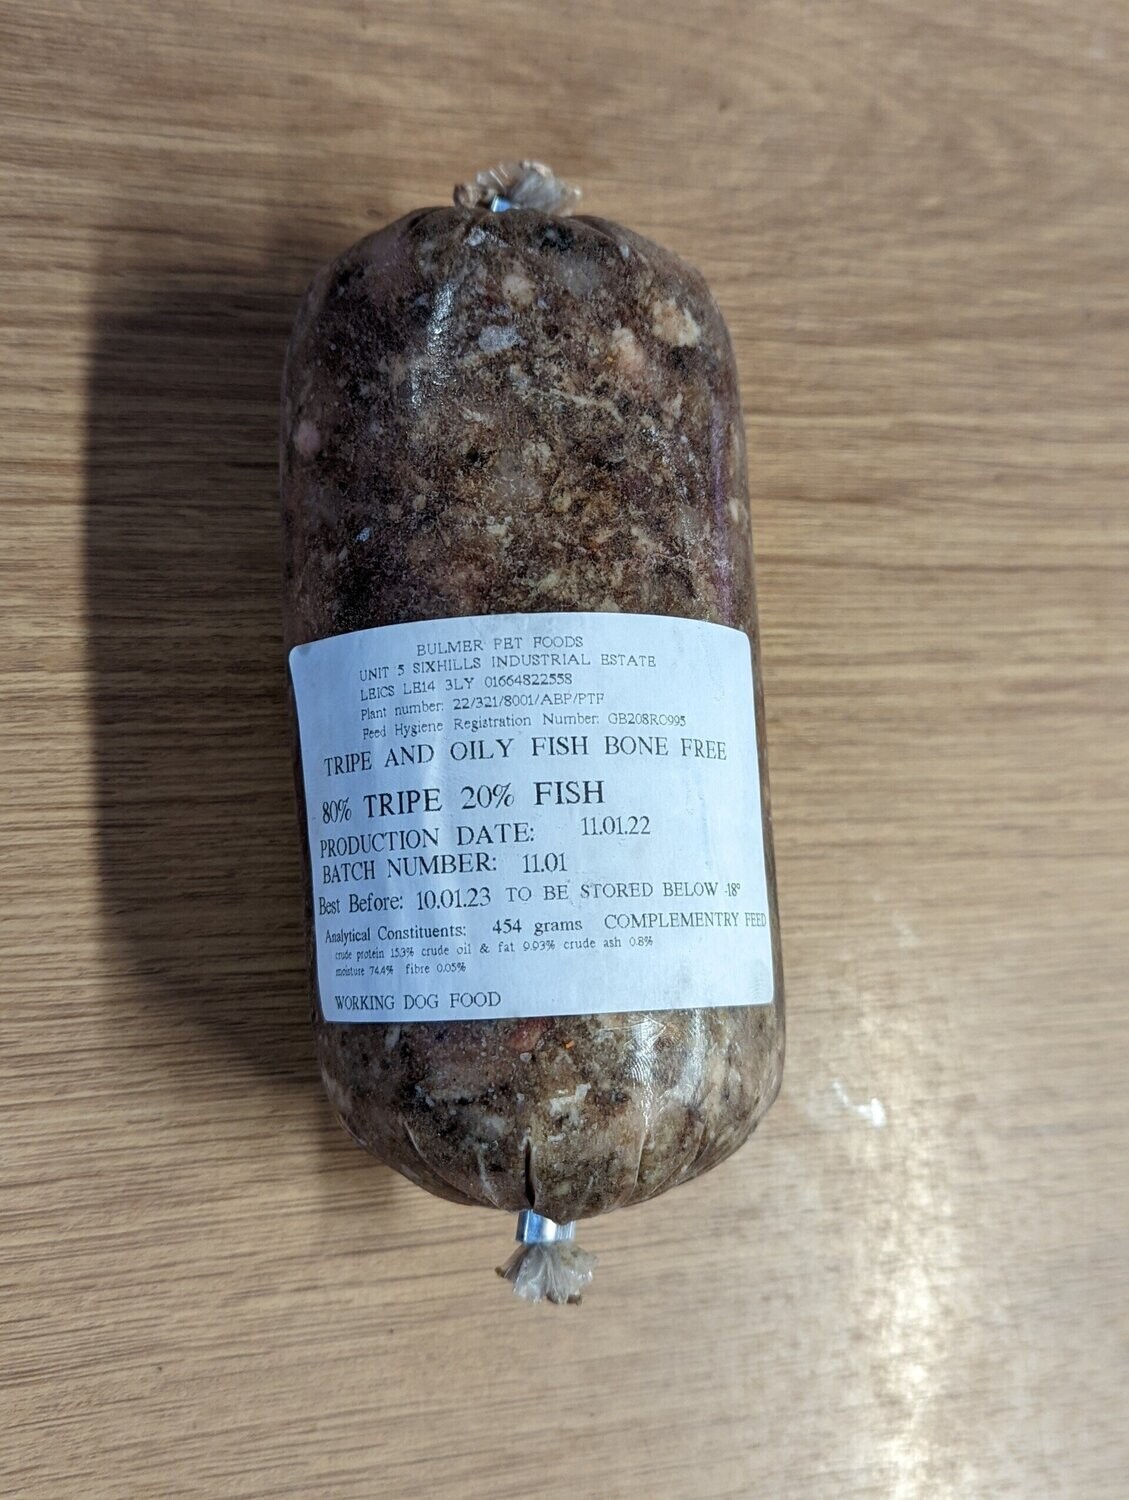 BULMER PET FOODS
UNIT 5 SIXHILLS INDUSTRIAL ESTATE
LEICS LE14 3LY 01664822558
Plant number: 22/321/8001/ABP/PTF
Feed Hygiene Registration Number: GB208RO995
TRIPE AND OILY FISH BONE FREE
80% TRIPE 20% FISH
PRODUCTION DATE: 11.01.22
BATCH NUMBER: 11.01
Best Before: 10.01.23 TO BE STORED BELOW -18°
Analytical Constituents: 454 grams COMPLEMENTRY FEED
crude protein 15.3% crude oil & fat 9.93% crude ash 0.8%
moisture 74.4% fibre 0.05%
WORKING DOG FOOD